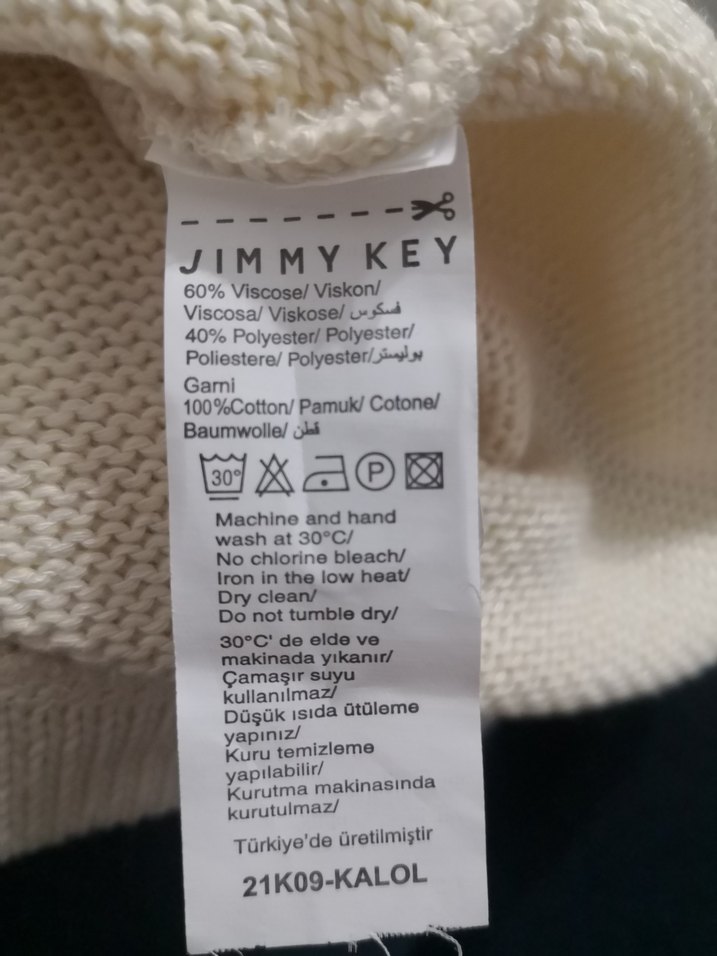 JIMMY KEY
60% Viscose/ Viskon/
Viscosa/ Viskose/ فسكوس
40% Polyester/ Polyester/
Poliestere/ Polyester/بوليستر
Garni
100%Cotton/ Pamuk/ Cotone/
Baumwolle/ قطن
30° P
Machine and hand
wash at 30°C/
No chlorine bleach/
Iron in the low heat/
Dry clean/
Do not tumble dry/
30°C' de elde ve
makinada yıkanır/
Çamaşır suyu
kullanılmaz/
Düşük ısıda ütüleme
yapınız/
Kuru temizleme
yapılabilir/
Kurutma makinasında
kurutulmaz/
Türkiye'de üretilmiştir
21K09-KALOL